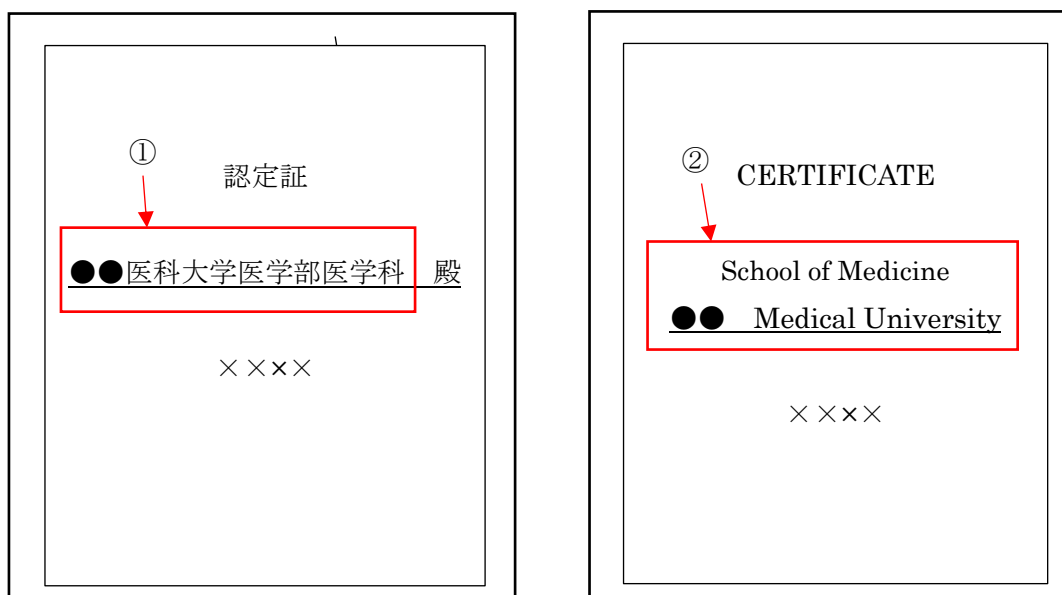 ①
認定証
●●医科大学医学部医学科　殿
××××
②
CERTIFICATE
School of Medicine
●●　Medical University
××××